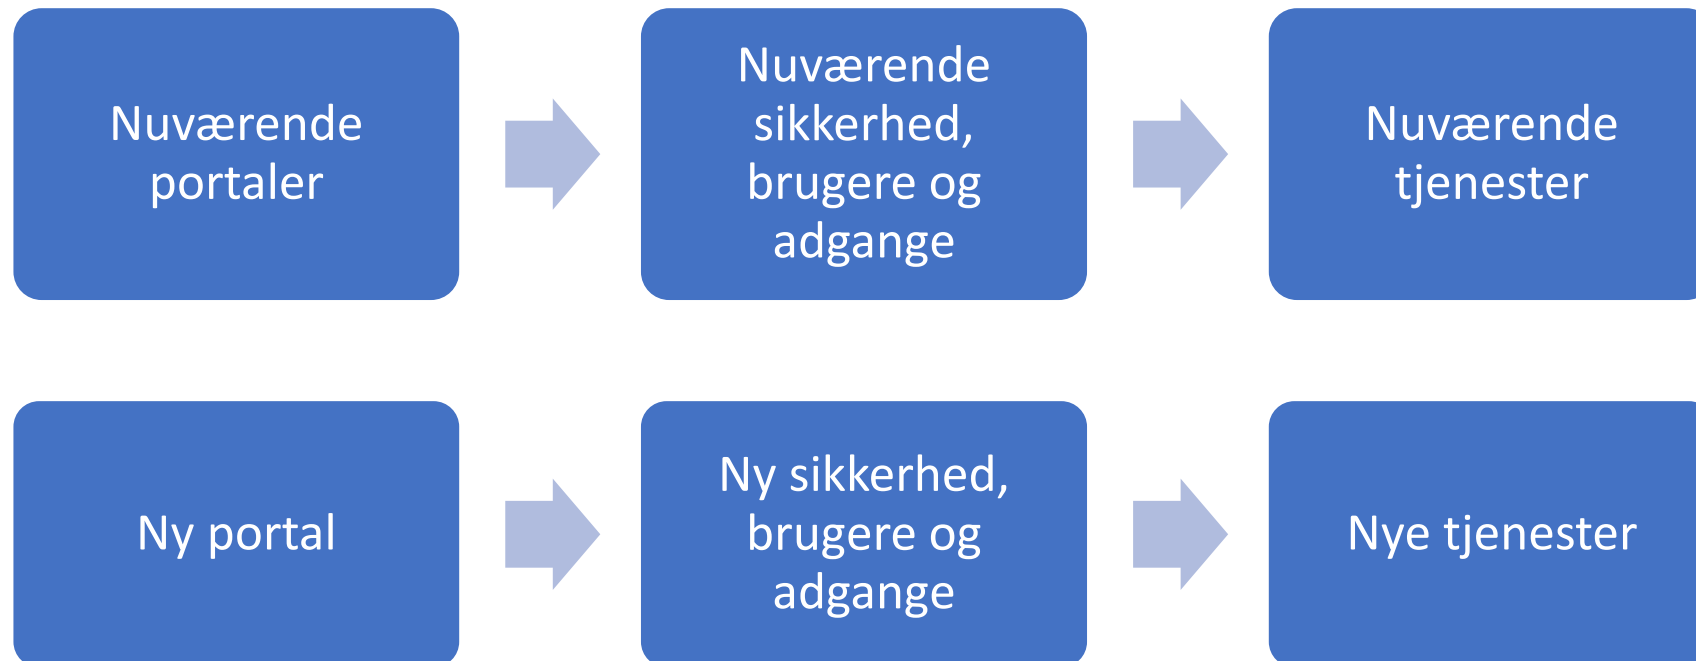 Nuværende
portaler
Nuværende
sikkerhed,
brugere og
adgange
Nuværende
tjenester
Ny portal
Ny sikkerhed,
brugere og
adgange
Nye tjenester